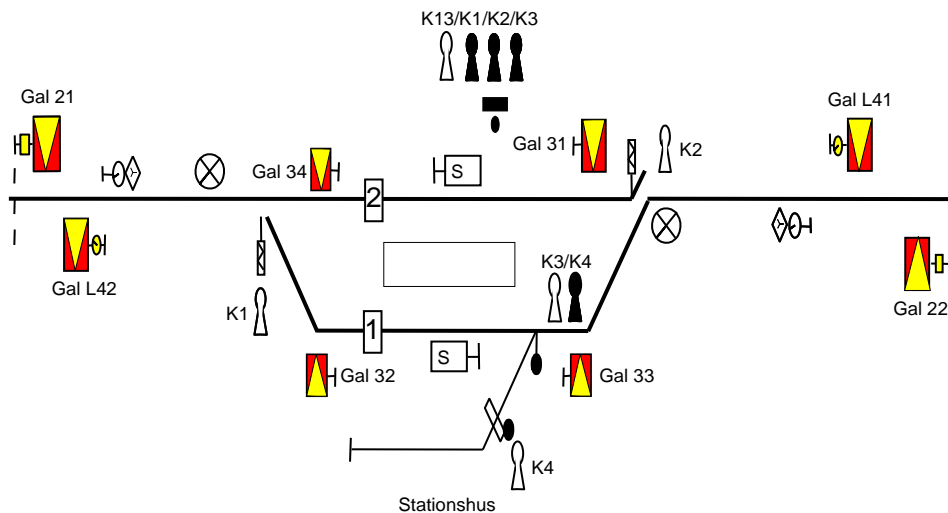 K13/K1/K2/K3
Gal 21
Gal L41
Gal 31
K2
Gal 34
S
2
Gal L42
K3/K4
K1
Gal 22
1
S
Gal 32
Gal 33
K4
Stationshus